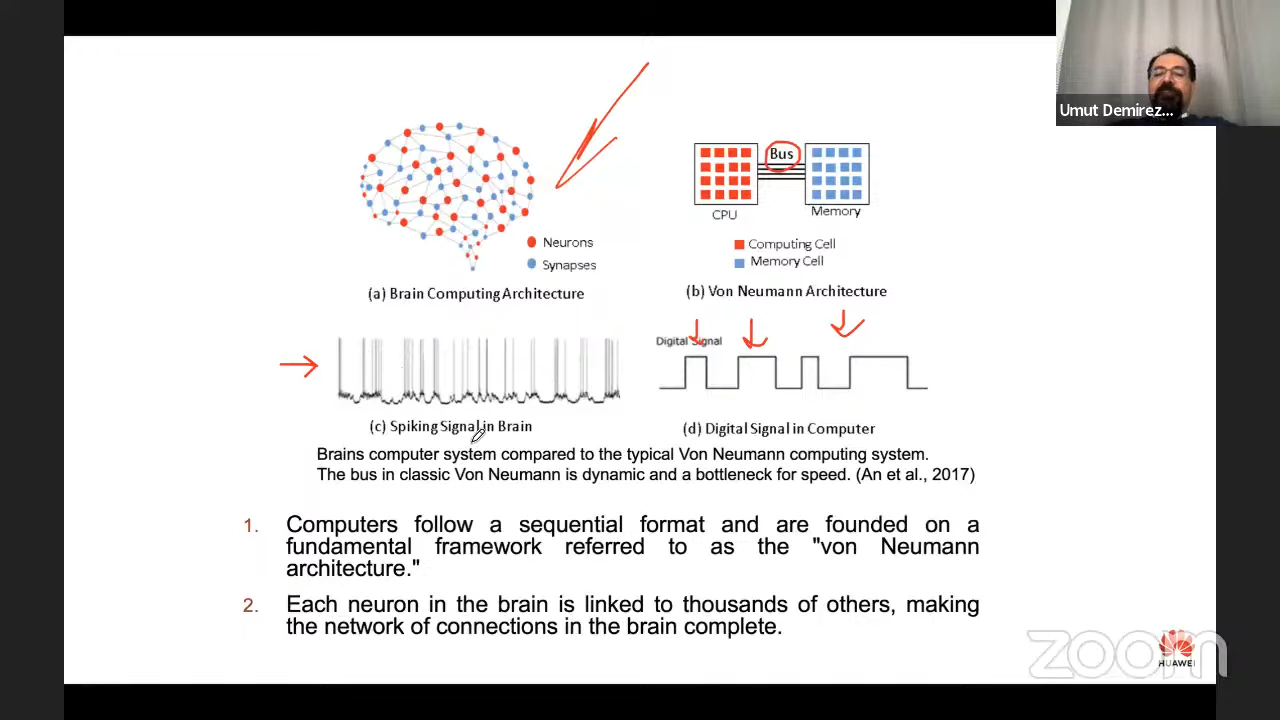 Umut Demirez...
Bus
CPU
Memory
Neurons
Synapses
Computing Cell
Memory Cell
(a) Brain Computing Architecture
(b) Von Neumann Architecture
Digital Signal
(c) Spiking Signal in Brain
(d) Digital Signal in Computer
Brains computer system compared to the typical Von Neumann computing system.
The bus in classic Von Neumann is dynamic and a bottleneck for speed. (An et al., 2017)
1. Computers follow a sequential format and are founded on a
fundamental framework referred to as the "von Neumann
architecture."
2. Each neuron in the brain is linked to thousands of others, making
the network of connections in the brain complete.
zoom
HUAWEI